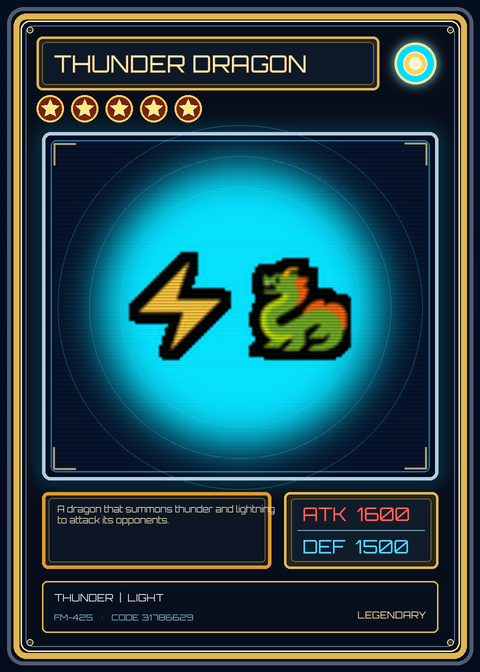 THUNDER DRAGON
A dragon that summons thunder and lightning
to attack its opponents.
ATK 1600
DEF 1500
THUNDER | LIGHT
FM-425 · CODE 31786629
LEGENDARY